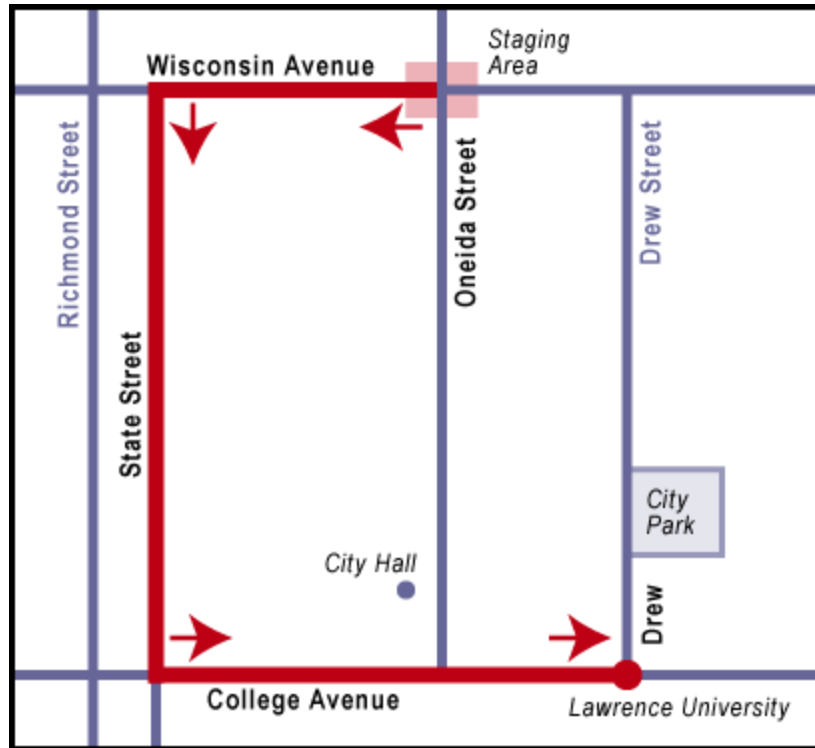 Staging
Area
Wisconsin Avenue
Richmond Street
Oneida Street
Drew Street
State Street
City
Park
City Hall
Drew
College Avenue
Lawrence University